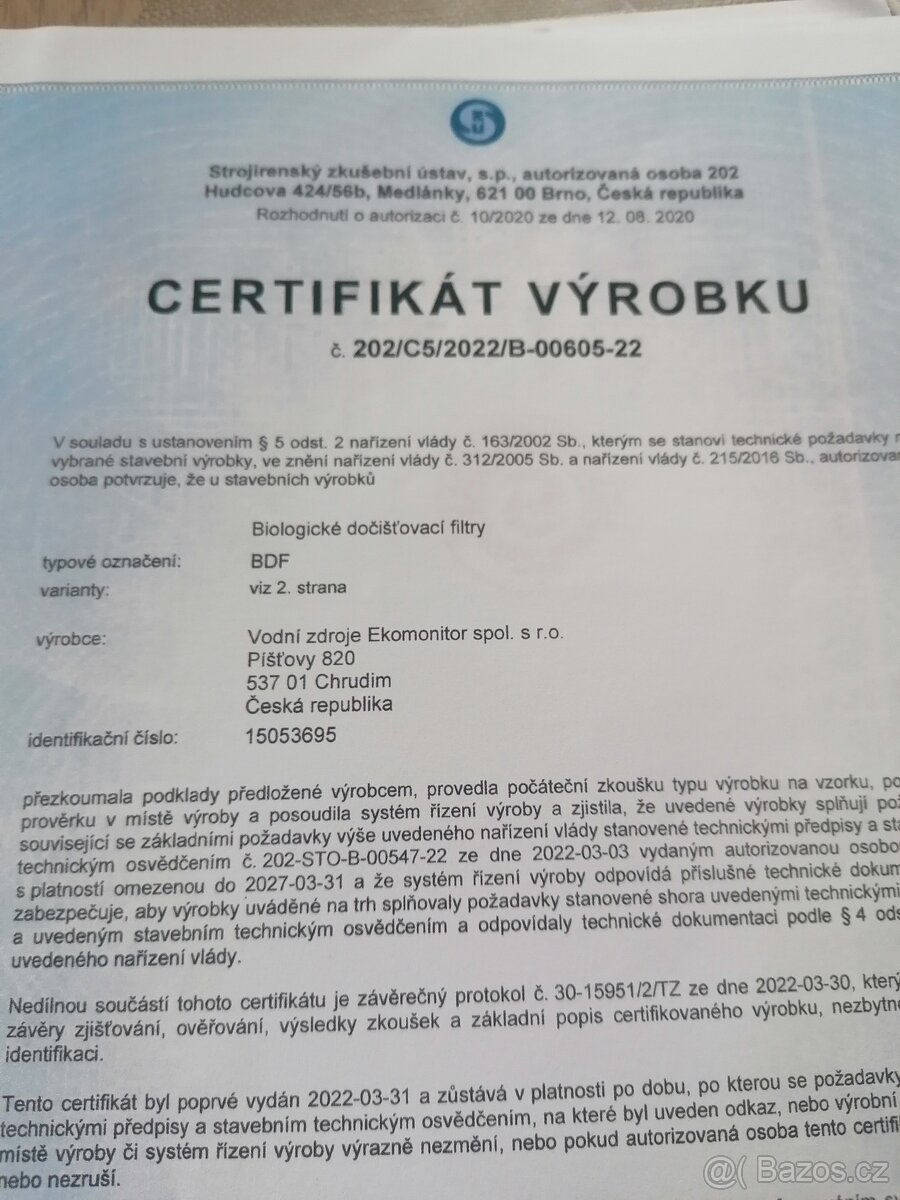 Strojírenský zkušební ústav, s.p., autorizovaná osoba 202
Hudcova 424/56b, Medlánky, 621 00 Brno, Česká republika
Rozhodnutí o autorizaci č. 10/2020 ze dne 12. 08. 2020
CERTIFIKÁT VÝROBKU
č. 202/C5/2022/B-00605-22
V souladu s ustanovením § 5 odst. 2 nařízení vlády č. 163/2002 Sb., kterým se stanoví technické požadavky
vybrané stavební výrobky, ve znění nařízení vlády č. 312/2005 Sb. a nařízení vlády č. 215/2016 Sb., autorizova
osoba potvrzuje, že u stavebních výrobků
Biologické dočišťovací filtry
typové označení: BDF
varianty: viz 2. strana
výrobce: Vodní zdroje Ekomonitor spol. s r.o.
Píšťovy 820
537 01 Chrudim
Česká republika
identifikační číslo: 15053695
přezkoumala podklady předložené výrobcem, provedla počáteční zkoušku typu výrobku na vzorku, po
prověrku v místě výroby a posoudila systém řízení výroby a zjistila, že uvedené výrobky splňují po
související se základními požadavky výše uvedeného nařízení vlády stanovené technickými předpisy a sta
technickým osvědčením č. 202-STO-B-00547-22 ze dne 2022-03-03 vydaným autorizovanou osobo
s platností omezenou do 2027-03-31 a že systém řízení výroby odpovídá příslušné technické dokum
zabezpečuje, aby výrobky uváděné na trh splňovaly požadavky stanovené shora uvedenými technickými
a uvedeným stavebním technickým osvědčením a odpovídaly technické dokumentaci podle § 4 ods
uvedeného nařízení vlády.
Nedílnou součástí tohoto certifikátu je závěrečný protokol č. 30-15951/2/TZ ze dne 2022-03-30, který
závěry zjišťování, ověřování, výsledky zkoušek a základní popis certifikovaného výrobku, nezbytné
identifikaci.
Tento certifikát byl poprvé vydán 2022-03-31 a zůstává v platnosti po dobu, po kterou se požadavky
technickými předpisy a stavebním technickým osvědčením, na které byl uveden odkaz, nebo výrobní
místě výroby či systém řízení výroby výrazně nezmění, nebo pokud autorizovaná osoba tento certifi
nebo nezruší.
@( Bazos.cz